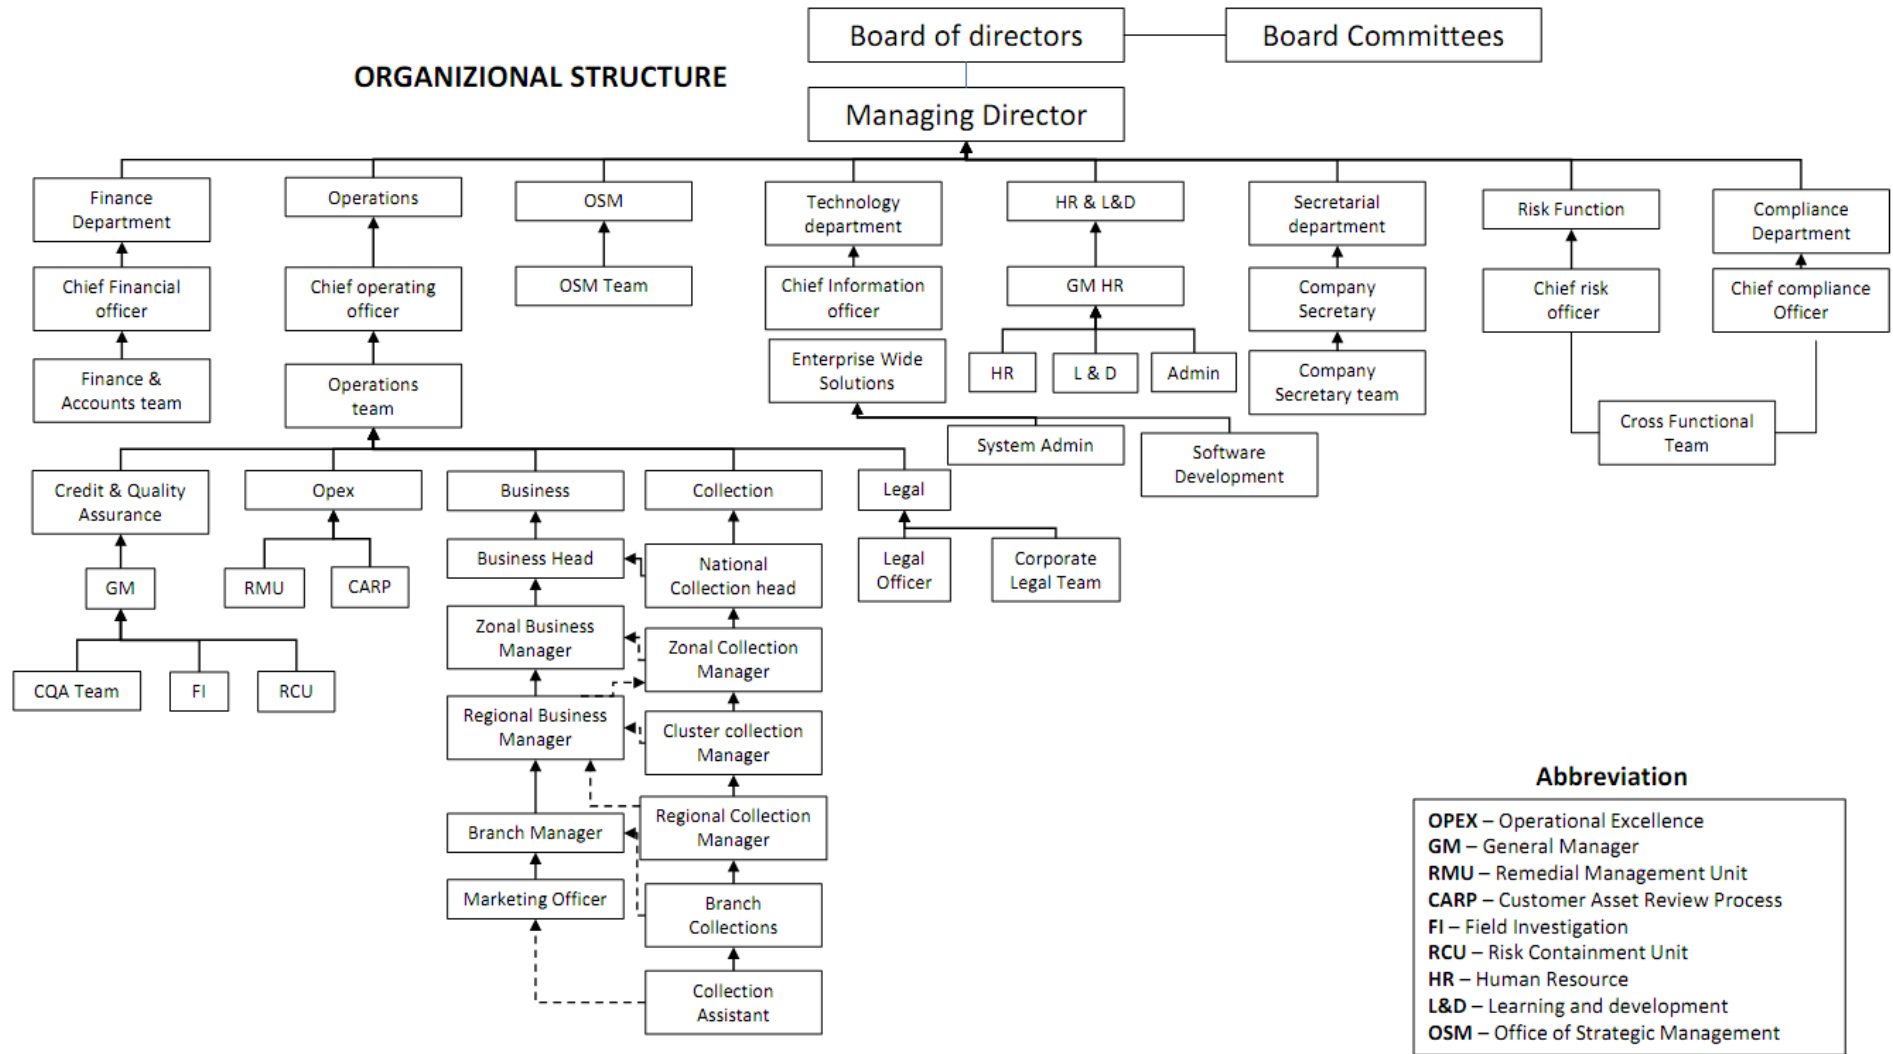 Board of directors
Board Committees
ORGANIZIONAL STRUCTURE
Managing Director
Finance
Department
Operations
OSM
Technology
department
HR & L&D
Secretarial
department
Risk Function
Compliance
Department
Chief Financial
officer
Chief operating
officer
OSM Team
Chief Information
officer
GM HR
Company
Secretary
Chief risk
officer
Chief compliance
Officer
Finance &
Accounts team
Operations
team
Enterprise Wide
Solutions
HR
L & D
Admin
Company
Secretary team
Cross Functional
Team
System Admin
Software
Development
Credit & Quality
Assurance
Opex
Business
Collection
Legal
GM
RMU
CARP
Business Head
National
Collection head
Legal
Officer
Corporate
Legal Team
CQA Team
FI
RCU
Zonal Business
Manager
Zonal Collection
Manager
Regional Business
Manager
Cluster collection
Manager
Branch Manager
Regional Collection
Manager
Marketing Officer
Branch
Collections
Collection
Assistant
Abbreviation
OPEX – Operational Excellence
GM – General Manager
RMU – Remedial Management Unit
CARP – Customer Asset Review Process
FI – Field Investigation
RCU – Risk Containment Unit
HR – Human Resource
L&D – Learning and development
OSM – Office of Strategic Management